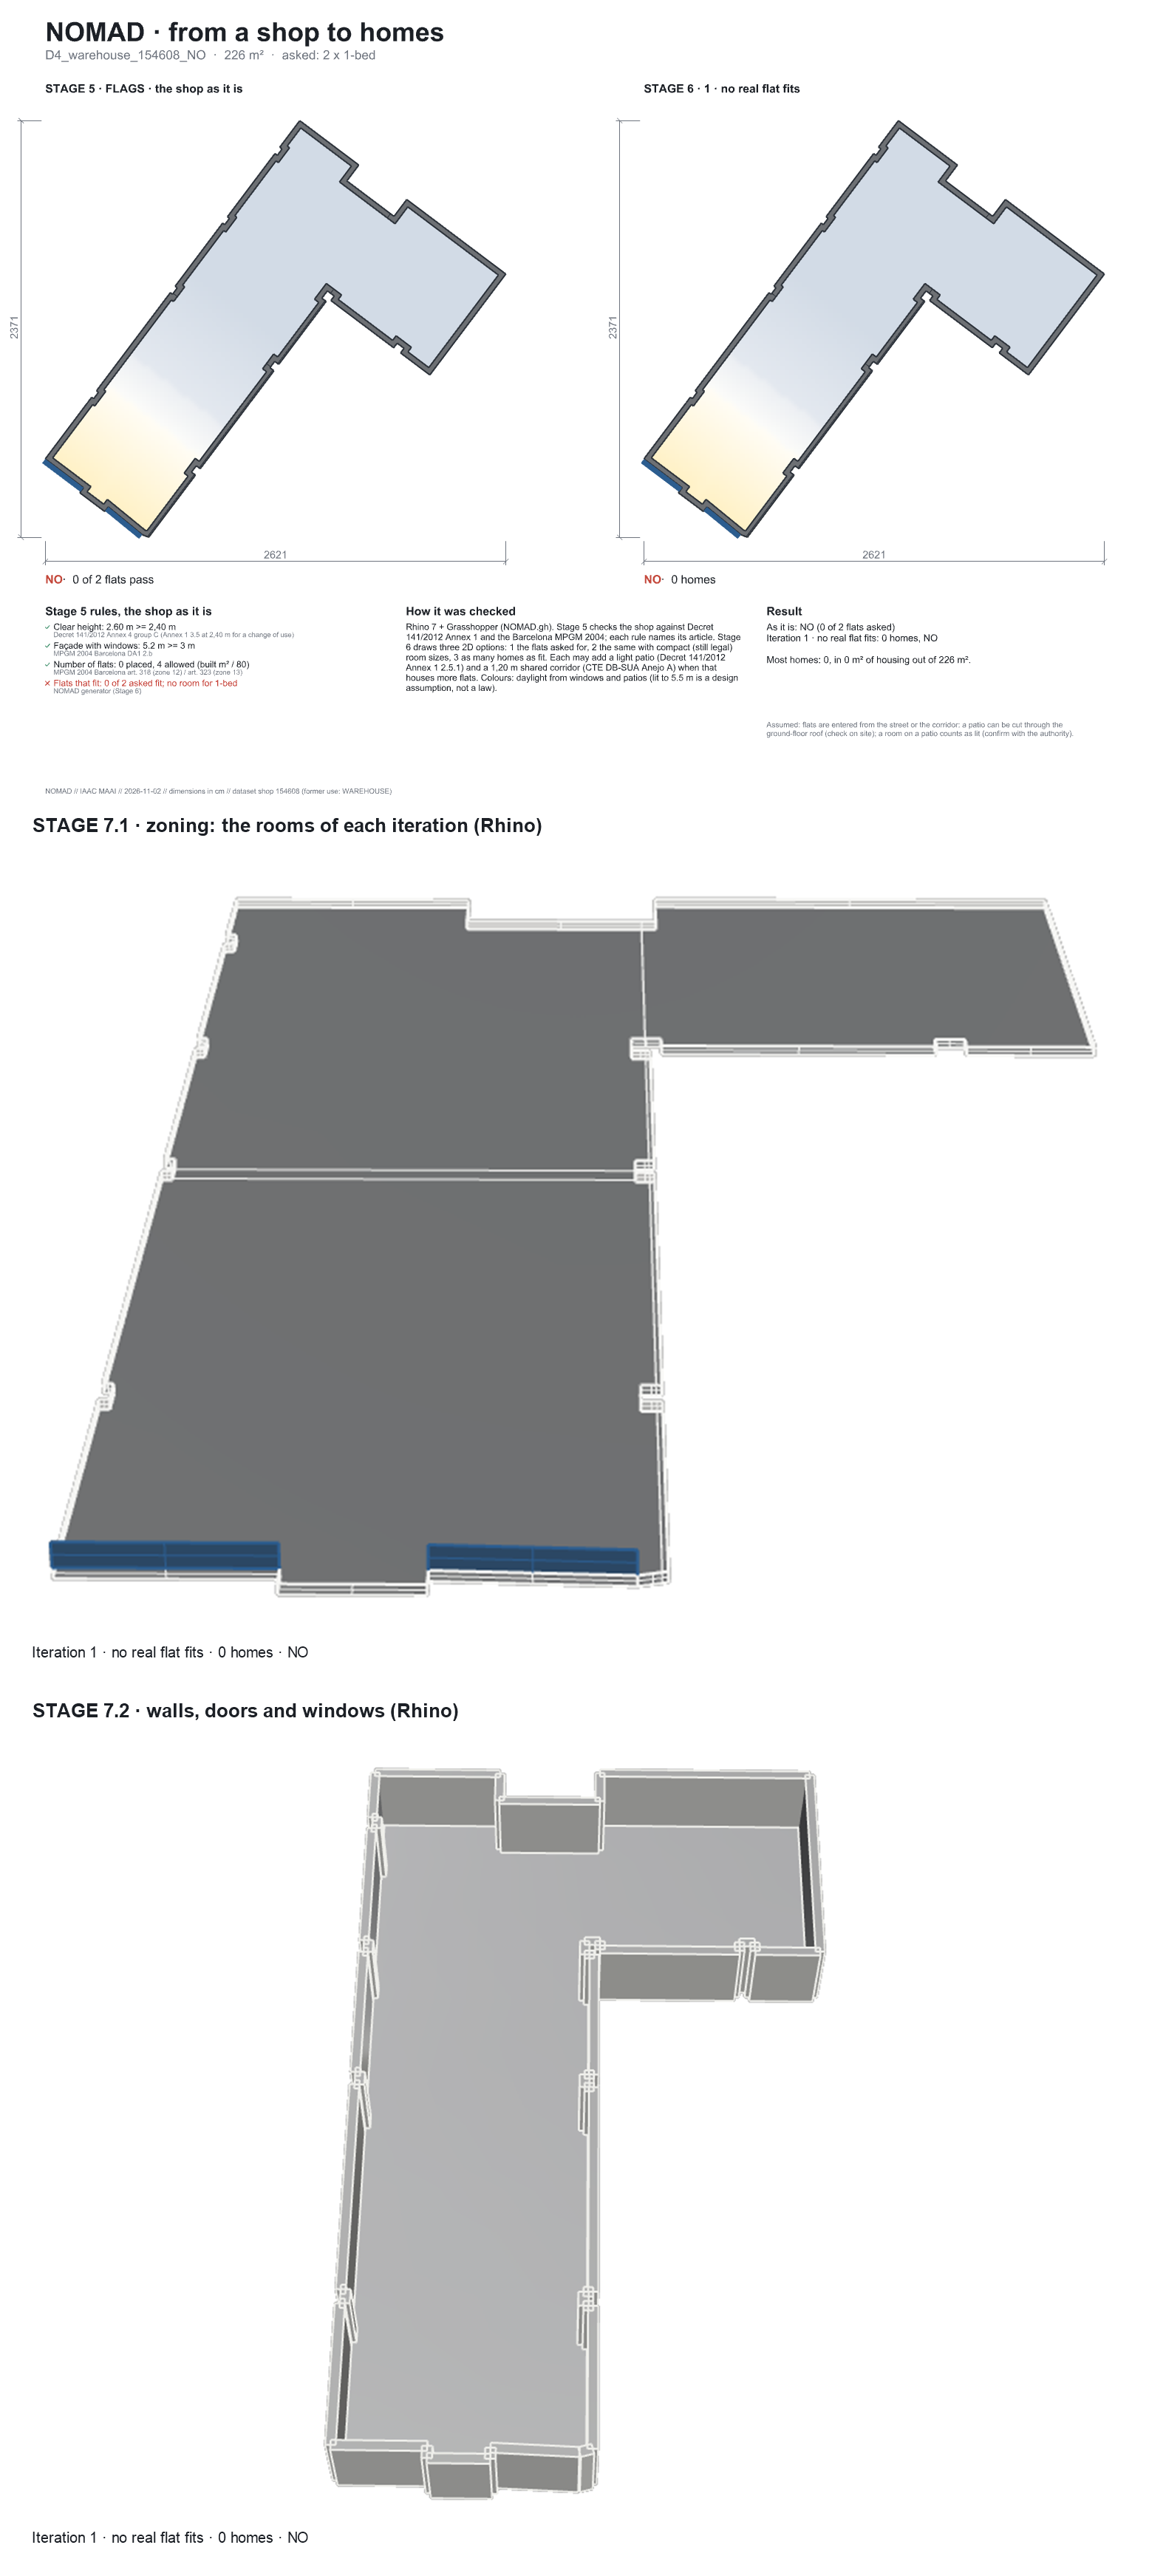 NOMAD · from a shop to homes
D4_warehouse_154608_NO · 226 m² · asked: 2 x 1-bed
STAGE 5 · FLAGS · the shop as it is
STAGE 6 · 1 · no real flat fits
2371
2621
2371
2621
NO· 0 of 2 flats pass
NO· 0 homes
Stage 5 rules, the shop as it is
✓ Clear height: 2.60 m >= 2,40 m
Decret 141/2012 Annex 4 group C (Annex 1 3.5 at 2,40 m for a change of use)
✓ Façade with windows: 5.2 m >= 3 m
MPGM 2004 Barcelona DA1 2.b
✓ Number of flats: 0 placed, 4 allowed (built m² / 80)
MPGM 2004 Barcelona art. 318 (zone 12) / art. 323 (zone 13)
✕ Flats that fit: 0 of 2 asked fit; no room for 1-bed
NOMAD generator (Stage 6)
How it was checked
Rhino 7 + Grasshopper (NOMAD.gh). Stage 5 checks the shop against Decret
141/2012 Annex 1 and the Barcelona MPGM 2004; each rule names its article. Stage
6 draws three 2D options: 1 the flats asked for, 2 the same with compact (still legal)
room sizes, 3 as many homes as fit. Each may add a light patio (Decret 141/2012
Annex 1 2.5.1) and a 1.20 m shared corridor (CTE DB-SUA Anejo A) when that
houses more flats. Colours: daylight from windows and patios (lit to 5.5 m is a design
assumption, not a law).
Result
As it is: NO (0 of 2 flats asked)
Iteration 1 · no real flat fits: 0 homes, NO
Most homes: 0, in 0 m² of housing out of 226 m².
Assumed: flats are entered from the street or the corridor; a patio can be cut through the
ground-floor roof (check on site); a room on a patio counts as lit (confirm with the authority).
NOMAD // IAAC MAAI // 2026-11-02 // dimensions in cm // dataset shop 154608 (former use: WAREHOUSE)
STAGE 7.1 · zoning: the rooms of each iteration (Rhino)
Iteration 1 · no real flat fits · 0 homes · NO
STAGE 7.2 · walls, doors and windows (Rhino)
Iteration 1 · no real flat fits · 0 homes · NO